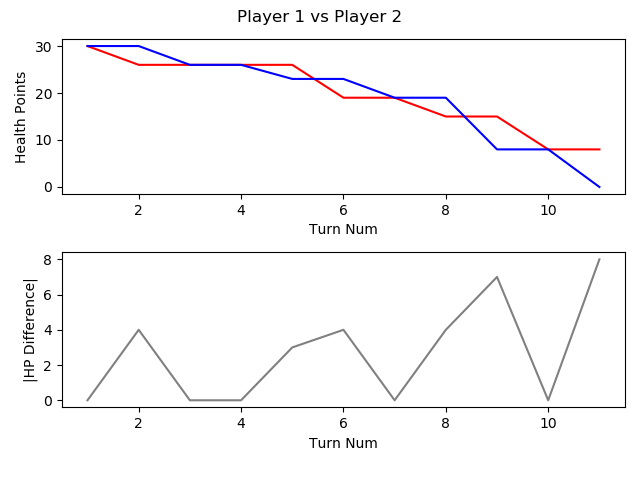 Player 1 vs Player 2
30
20
10
0
Health Points
2 4 6 8 10
Turn Num
8
6
4
2
0
|HP Difference|
2 4 6 8 10
Turn Num